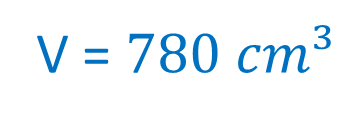 V = 780 cm³